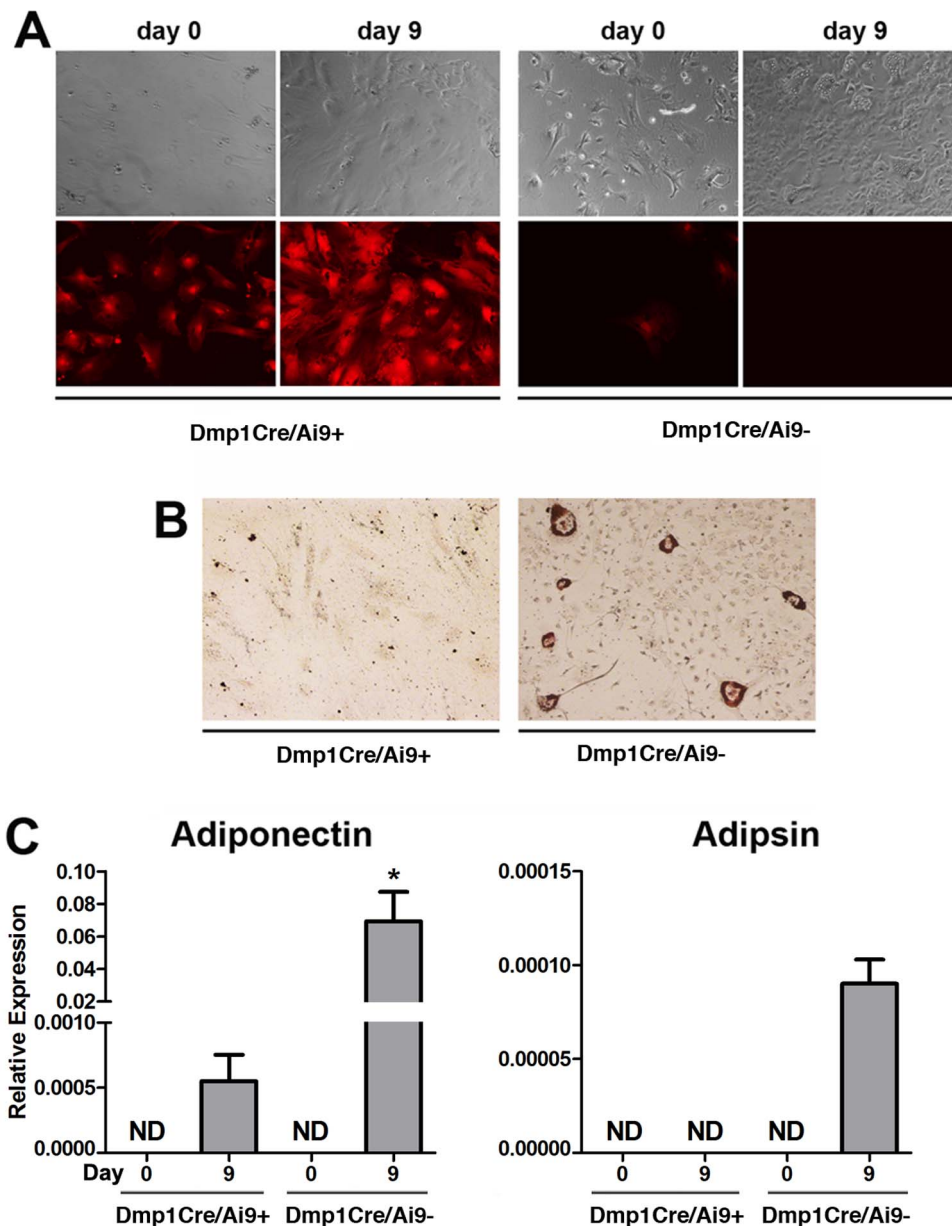 A
day 0 day 9 day 0 day 9
Dmp1Cre/Ai9+ Dmp1Cre/Ai9-
B
Dmp1Cre/Ai9+ Dmp1Cre/Ai9-
C
Adiponectin
Relative Expression
0.10
0.08
0.06
0.04
0.02
0.0010
0.0005
0.0000
*
ND ND
Day 0 9 0 9
Dmp1Cre/Ai9+ Dmp1Cre/Ai9-
Adipsin
0.00015
0.00010
0.00005
0.00000
ND ND ND
0 9 0 9
Dmp1Cre/Ai9+ Dmp1Cre/Ai9-